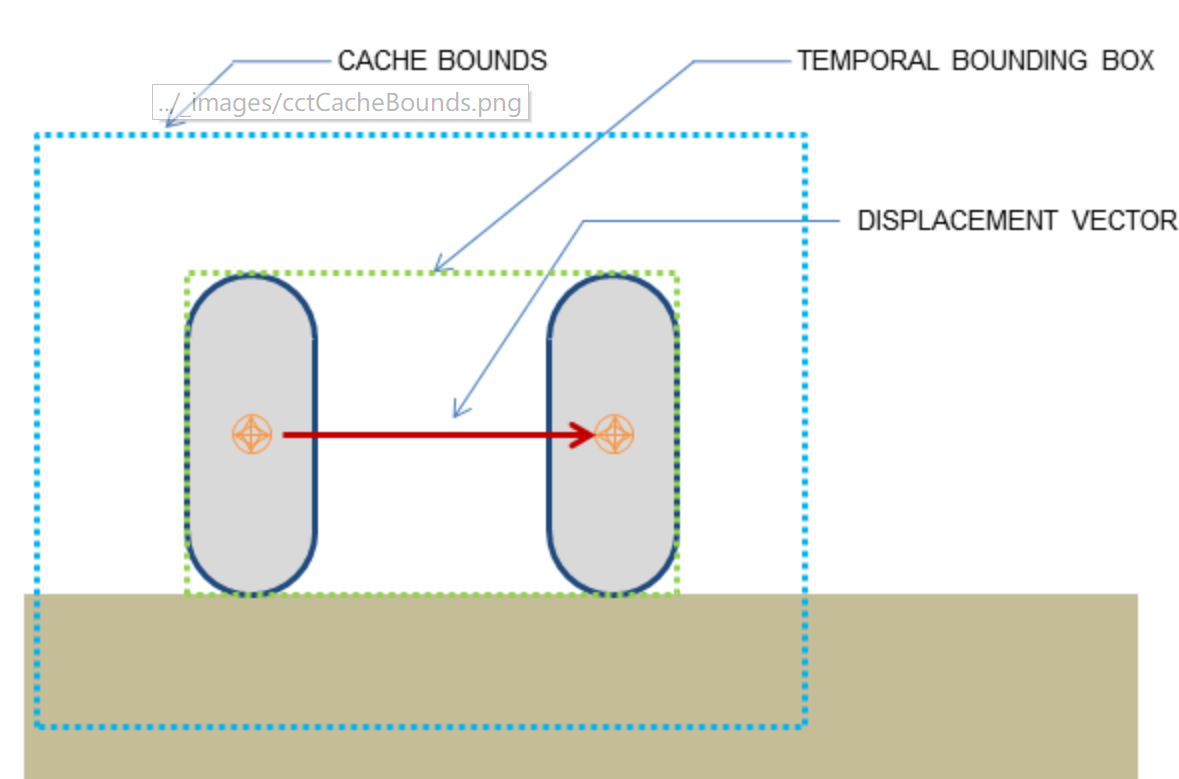 CACHE BOUNDS
TEMPORAL BOUNDING BOX
../_images/cctCacheBounds.png
DISPLACEMENT VECTOR